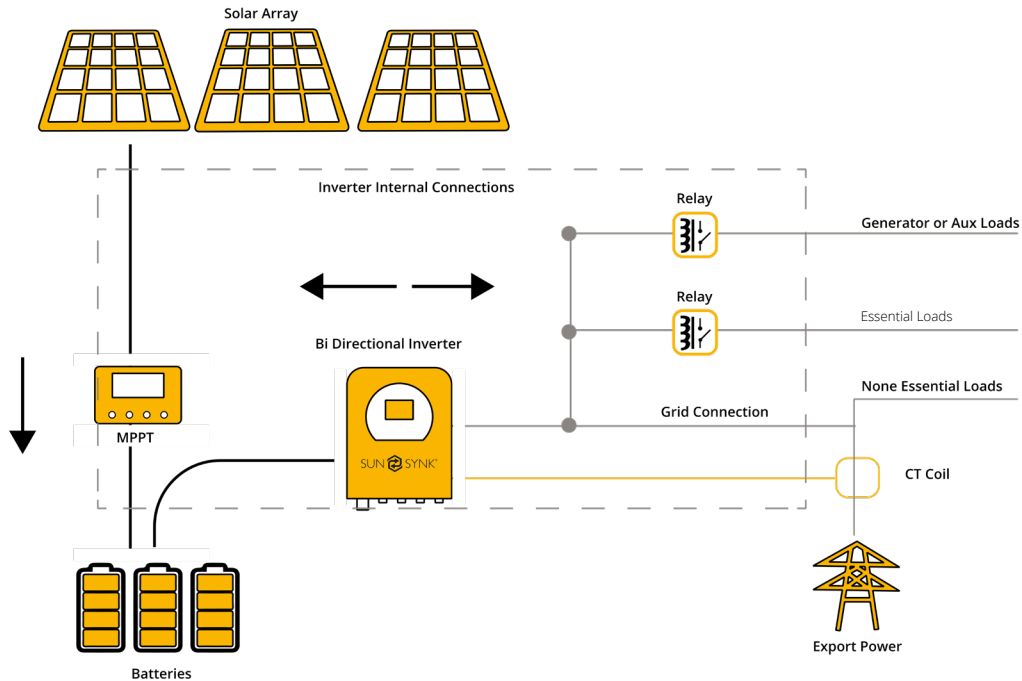 Solar Array
Inverter Internal Connections
Relay
Generator or Aux Loads
Relay
Essential Loads
Bi Directional Inverter
None Essential Loads
Grid Connection
MPPT
SUN SYNK
CT Coil
Export Power
Batteries